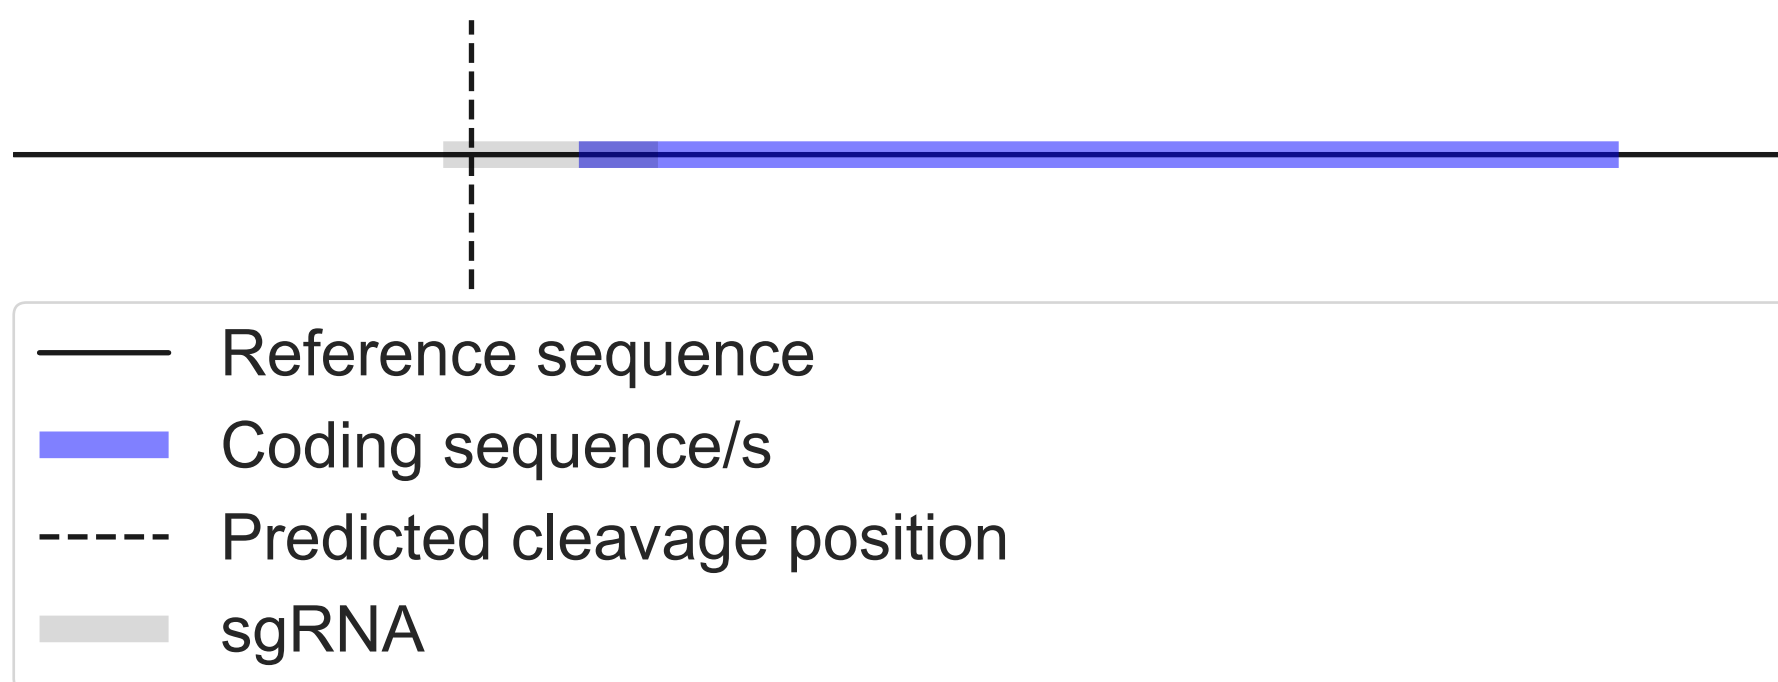 Reference sequence
Coding sequence/s
Predicted cleavage position
sgRNA